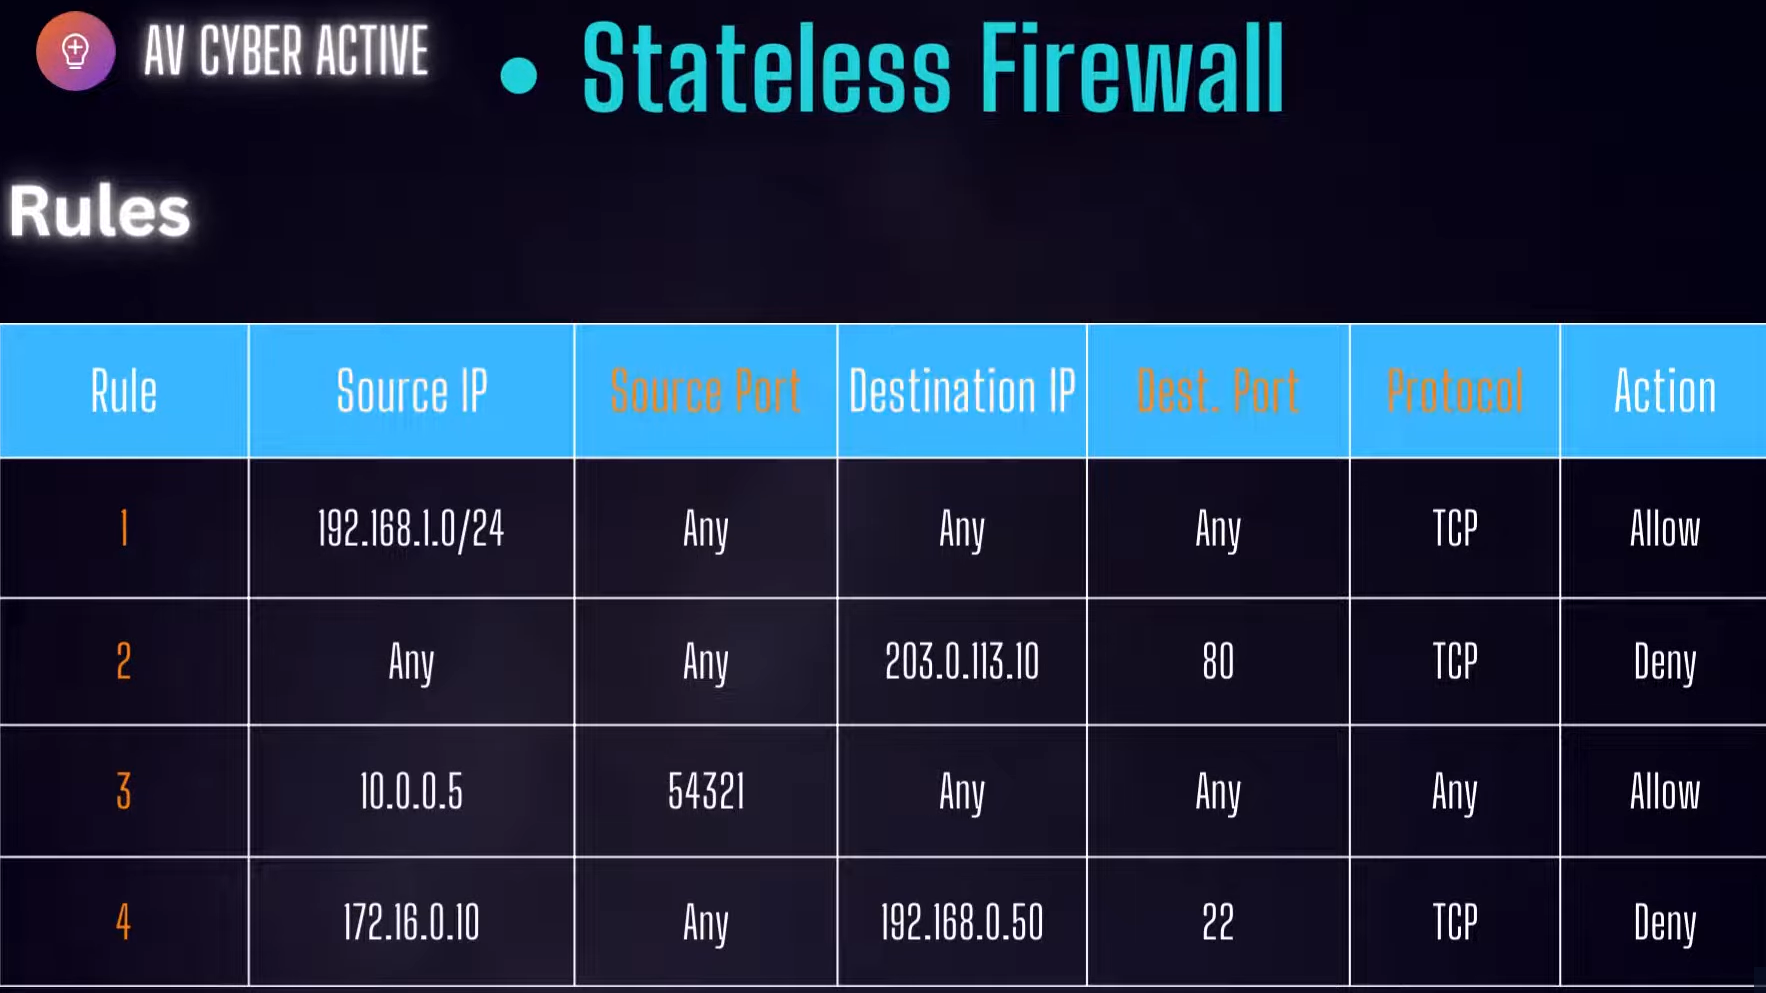 AV CYBER ACTIVE
• Stateless Firewall
Rules
Rule Source IP Source Port Destination IP Dest. Port Protocol Action
1 192.168.1.0/24 Any Any Any TCP Allow
2 Any Any 203.0.113.10 80 TCP Deny
3 10.0.0.5 54321 Any Any Any Allow
4 172.16.0.10 Any 192.168.0.50 22 TCP Deny